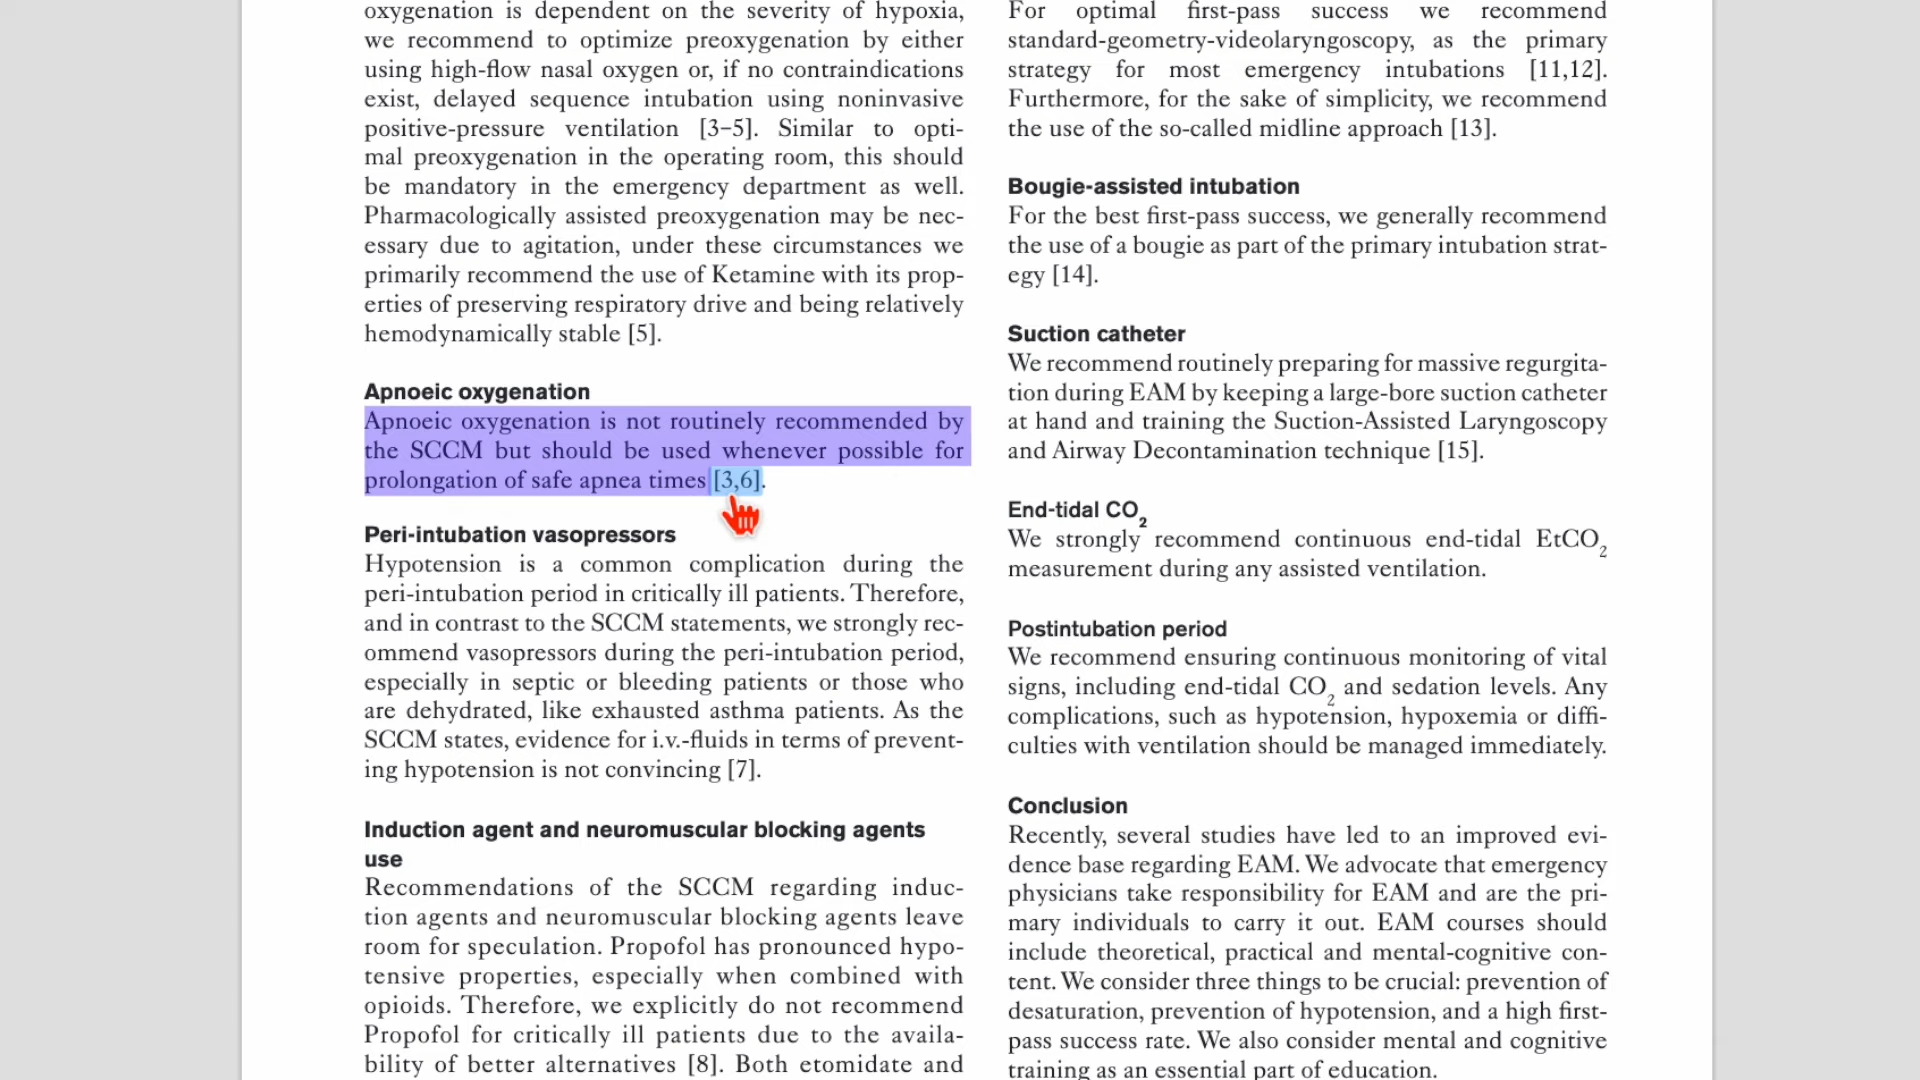 oxygenation is dependent on the severity of hypoxia,
we recommend to optimize preoxygenation by either
using high-flow nasal oxygen or, if no contraindications
exist, delayed sequence intubation using noninvasive
positive-pressure ventilation [3–5]. Similar to opti-
mal preoxygenation in the operating room, this should
be mandatory in the emergency department as well.
Pharmacologically assisted preoxygenation may be nec-
essary due to agitation, under these circumstances we
primarily recommend the use of Ketamine with its prop-
erties of preserving respiratory drive and being relatively
hemodynamically stable [5].
Apnoeic oxygenation
Apnoeic oxygenation is not routinely recommended by
the SCCM but should be used whenever possible for
prolongation of safe apnea times [3,6].
Peri-intubation vasopressors
Hypotension is a common complication during the
peri-intubation period in critically ill patients. Therefore,
and in contrast to the SCCM statements, we strongly rec-
ommend vasopressors during the peri-intubation period,
especially in septic or bleeding patients or those who
are dehydrated, like exhausted asthma patients. As the
SCCM states, evidence for i.v.-fluids in terms of prevent-
ing hypotension is not convincing [7].
Induction agent and neuromuscular blocking agents
use
Recommendations of the SCCM regarding induc-
tion agents and neuromuscular blocking agents leave
room for speculation. Propofol has pronounced hypo-
tensive properties, especially when combined with
opioids. Therefore, we explicitly do not recommend
Propofol for critically ill patients due to the availa-
bility of better alternatives [8]. Both etomidate and
For optimal first-pass success we recommend
standard-geometry-videolaryngoscopy, as the primary
strategy for most emergency intubations [11,12].
Furthermore, for the sake of simplicity, we recommend
the use of the so-called midline approach [13].
Bougie-assisted intubation
For the best first-pass success, we generally recommend
the use of a bougie as part of the primary intubation strat-
egy [14].
Suction catheter
We recommend routinely preparing for massive regurgita-
tion during EAM by keeping a large-bore suction catheter
at hand and training the Suction-Assisted Laryngoscopy
and Airway Decontamination technique [15].
End-tidal CO2
We strongly recommend continuous end-tidal EtCO2
measurement during any assisted ventilation.
Postintubation period
We recommend ensuring continuous monitoring of vital
signs, including end-tidal CO2 and sedation levels. Any
complications, such as hypotension, hypoxemia or diffi-
culties with ventilation should be managed immediately.
Conclusion
Recently, several studies have led to an improved evi-
dence base regarding EAM. We advocate that emergency
physicians take responsibility for EAM and are the pri-
mary individuals to carry it out. EAM courses should
include theoretical, practical and mental-cognitive con-
tent. We consider three things to be crucial: prevention of
desaturation, prevention of hypotension, and a high first-
pass success rate. We also consider mental and cognitive
training as an essential part of education.